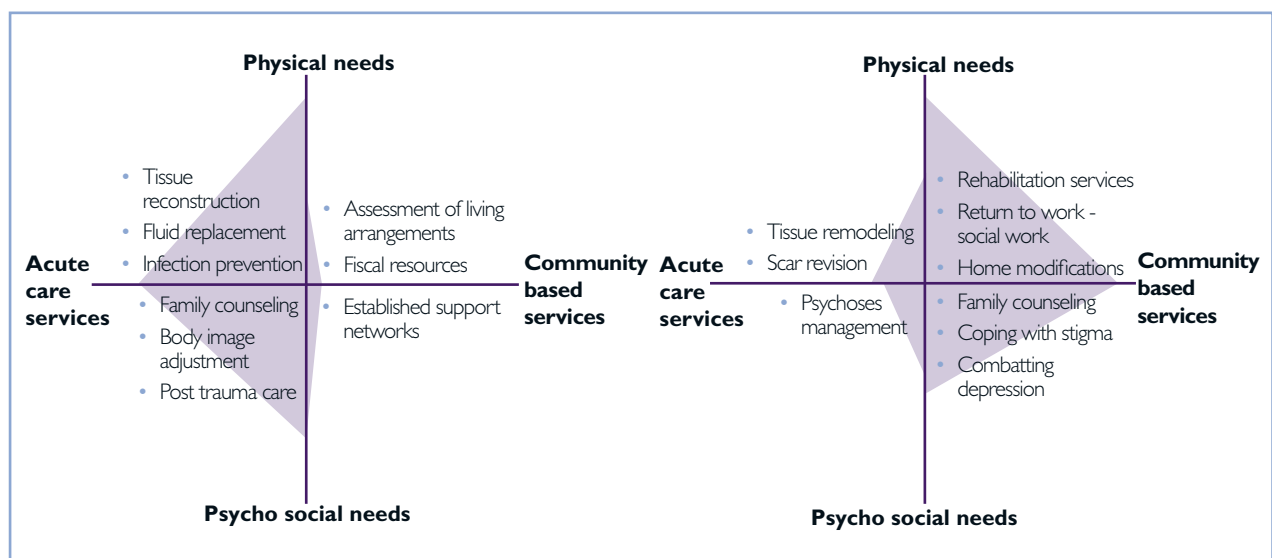 Physical needs
• Tissue
reconstruction
• Fluid replacement
• Infection prevention
• Assessment of living
arrangements
• Fiscal resources
Acute
care
services
Community
based
services
• Family counseling
• Body image
adjustment
• Post trauma care
• Established support
networks
Psycho social needs
Physical needs
• Tissue remodeling
• Scar revision
• Rehabilitation services
• Return to work -
social work
• Home modifications
Acute
care
services
Community
based
services
• Psychoses
management
• Family counseling
• Coping with stigma
• Combatting
depression
Psycho social needs